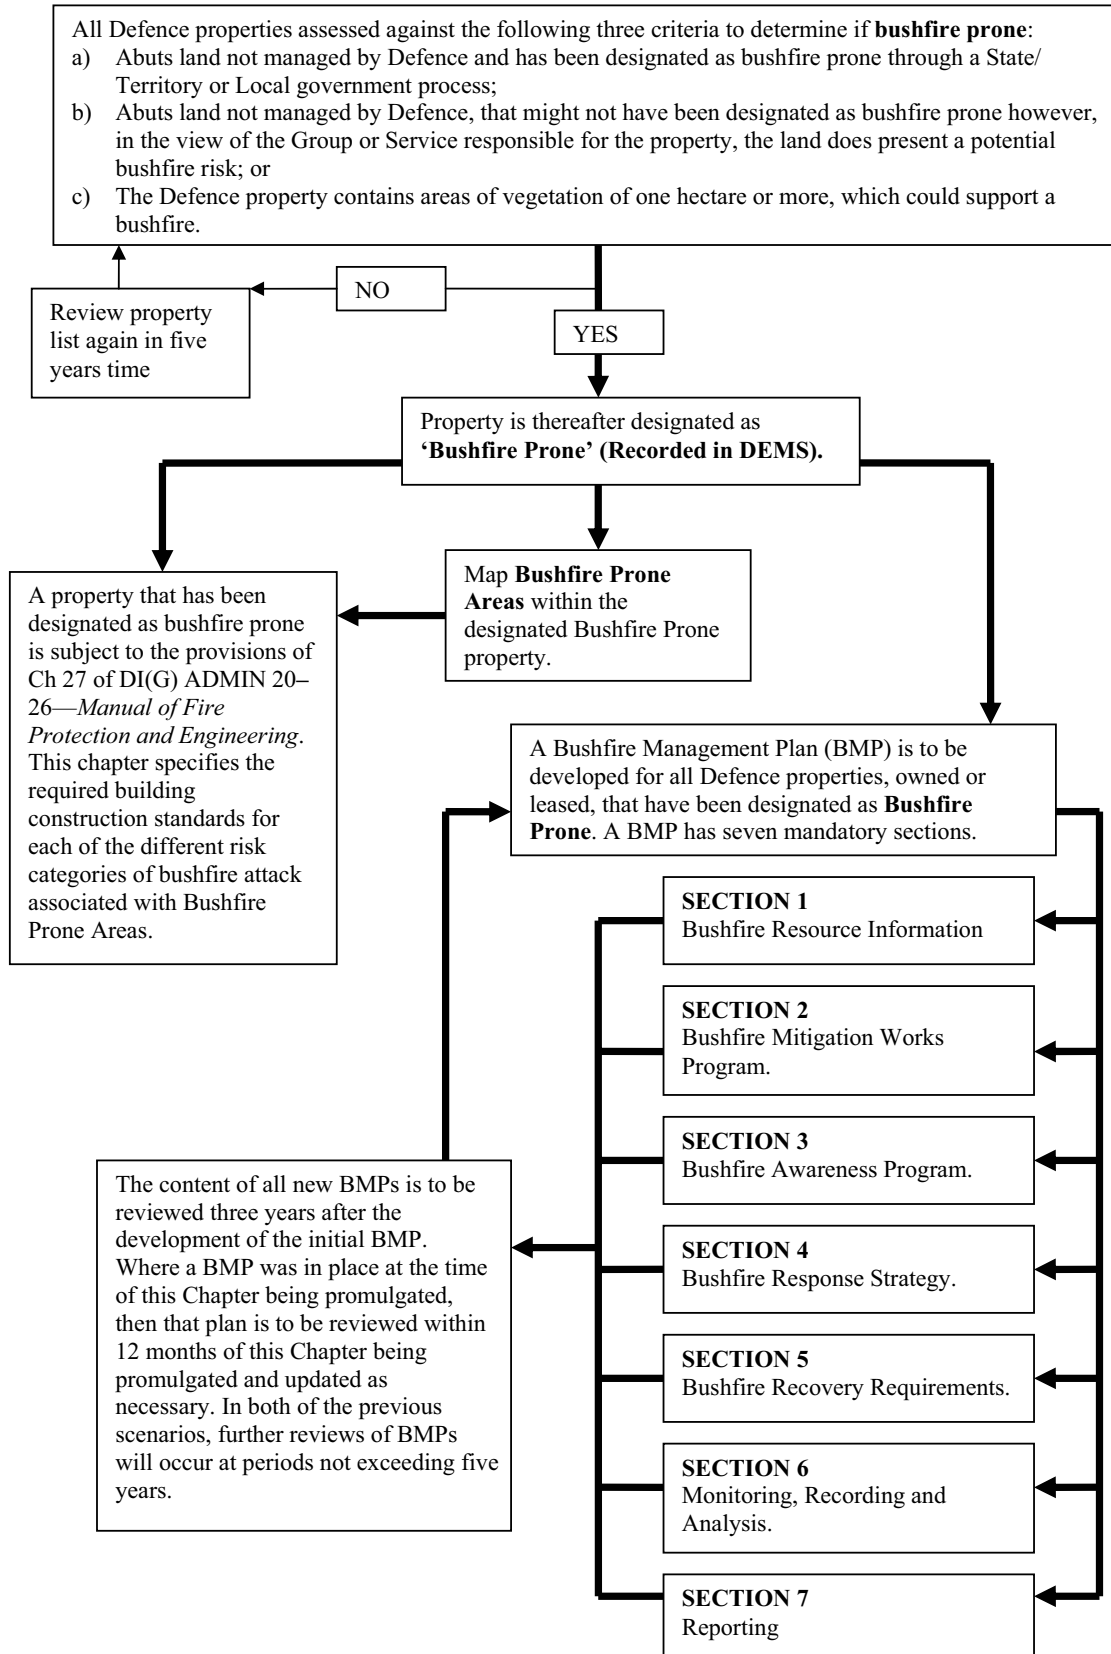 All Defence properties assessed against the following three criteria to determine if bushfire prone:
a) Abuts land not managed by Defence and has been designated as bushfire prone through a State/
Territory or Local government process;
b) Abuts land not managed by Defence, that might not have been designated as bushfire prone however,
in the view of the Group or Service responsible for the property, the land does present a potential
bushfire risk; or
c) The Defence property contains areas of vegetation of one hectare or more, which could support a
bushfire.
NO
Review property
list again in five
years time
YES
Property is thereafter designated as
‘Bushfire Prone’ (Recorded in DEMS).
Map Bushfire Prone
Areas within the
designated Bushfire Prone
property.
A property that has been
designated as bushfire prone
is subject to the provisions of
Ch 27 of DI(G) ADMIN 20–
26—Manual of Fire
Protection and Engineering.
This chapter specifies the
required building
construction standards for
each of the different risk
categories of bushfire attack
associated with Bushfire
Prone Areas.
A Bushfire Management Plan (BMP) is to be
developed for all Defence properties, owned or
leased, that have been designated as Bushfire
Prone. A BMP has seven mandatory sections.
SECTION 1
Bushfire Resource Information
SECTION 2
Bushfire Mitigation Works
Program.
SECTION 3
Bushfire Awareness Program.
SECTION 4
Bushfire Response Strategy.
SECTION 5
Bushfire Recovery Requirements.
SECTION 6
Monitoring, Recording and
Analysis.
SECTION 7
Reporting
The content of all new BMPs is to be
reviewed three years after the
development of the initial BMP.
Where a BMP was in place at the time
of this Chapter being promulgated,
then that plan is to be reviewed within
12 months of this Chapter being
promulgated and updated as
necessary. In both of the previous
scenarios, further reviews of BMPs
will occur at periods not exceeding five
years.